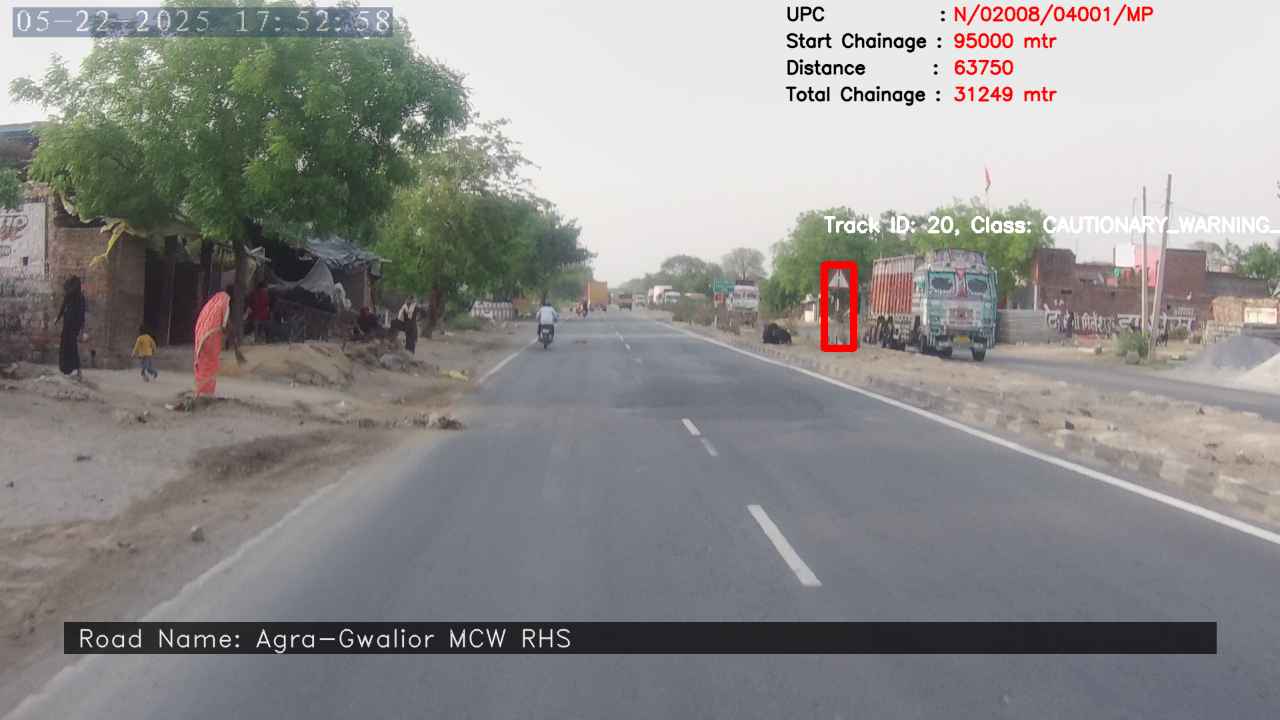 05-22-2025 17:52:58
UPC : N/02008/04001/MP
Start Chainage : 95000 mtr
Distance : 63750
Total Chainage : 31249 mtr
Track ID: 20, Class: CAUTIONARY_WARNING_
Road Name: Agra-Gwalior MCW RHS